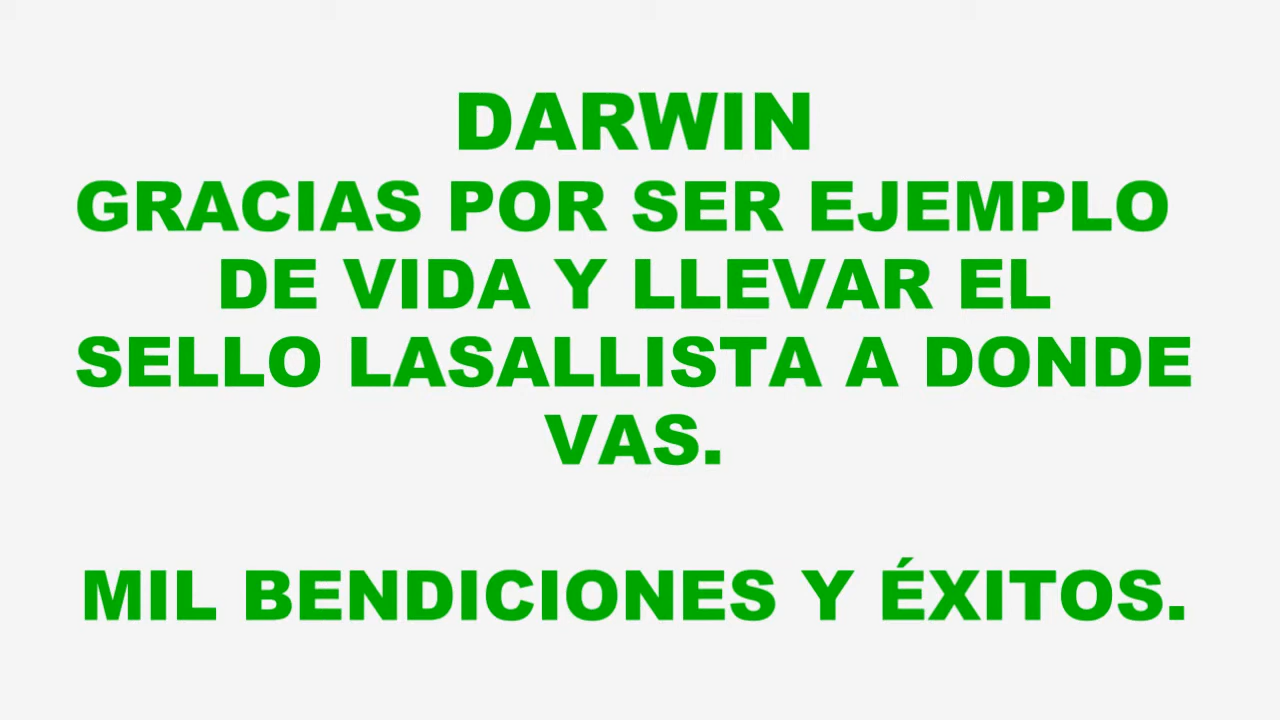 DARWIN
GRACIAS POR SER EJEMPLO
DE VIDA Y LLEVAR EL
SELLO LASALLISTA A DONDE
VAS.
MIL BENDICIONES Y ÉXITOS.